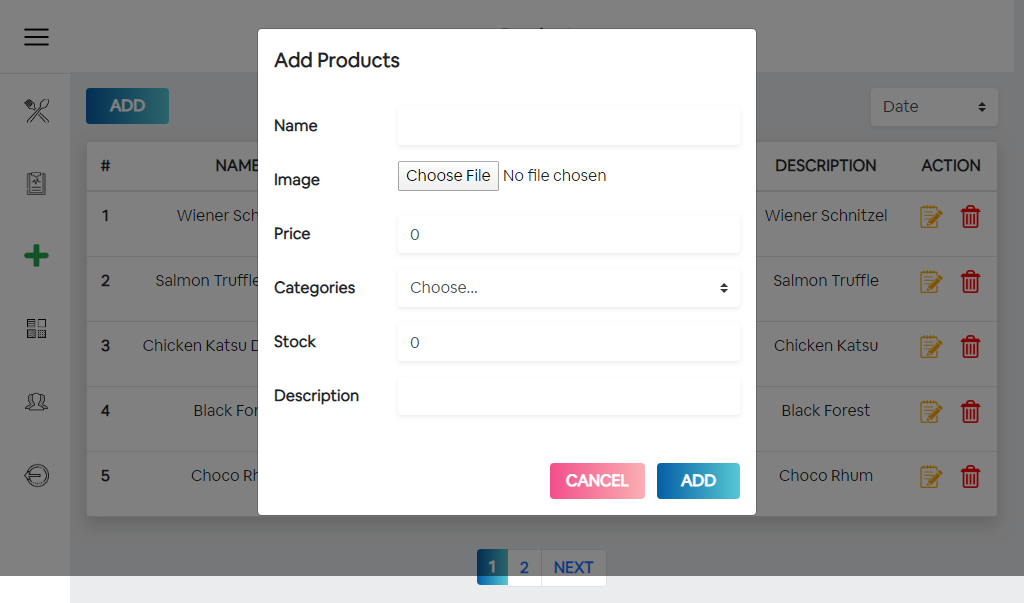 Add Products
ADD
Date
Name
# NAME DESCRIPTION ACTION
Image Choose File No file chosen
1 Wiener Sch Wiener Schnitzel
Price 0
2 Salmon Truffle Salmon Truffle
Categories Choose...
Stock 0
3 Chicken Katsu D Chicken Katsu
Description
4 Black For Black Forest
5 Choco Rh Choco Rhum
CANCEL ADD
1 2 NEXT